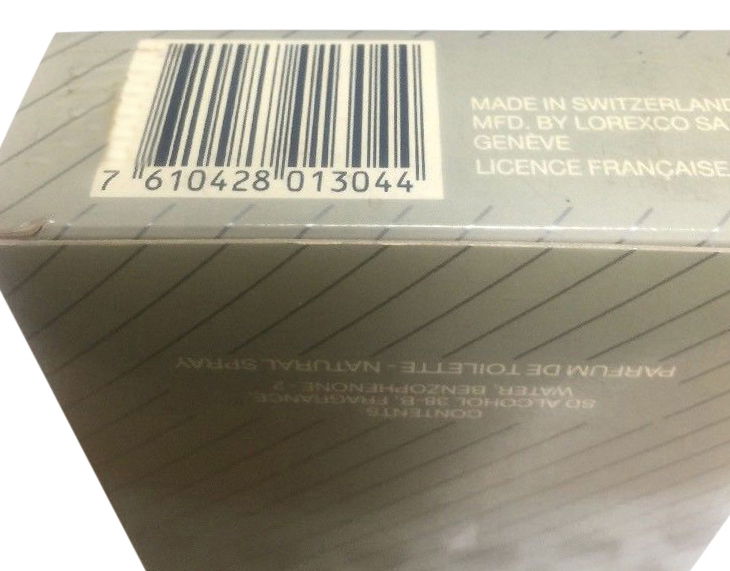 7 610428 013044
MADE IN SWITZERLAND
MFD. BY LOREXCO SA
GENÈVE
LICENCE FRANÇAISE
CONTENTS
SD ALCOHOL 38-B, FRAGRANCE,
WATER, BENZOPHENONE-2
PARFUM DE TOILETTE - NATURAL SPRAY